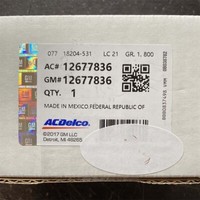 077 18204-531 LC 21 GR. 1, 800
AC# 12677836
GM# 12677836
QTY. 1
MADE IN MEXICO.FEDERAL REPUBLIC OF
ACDelco
©2017 GM LLC
Detroit, MI 48265